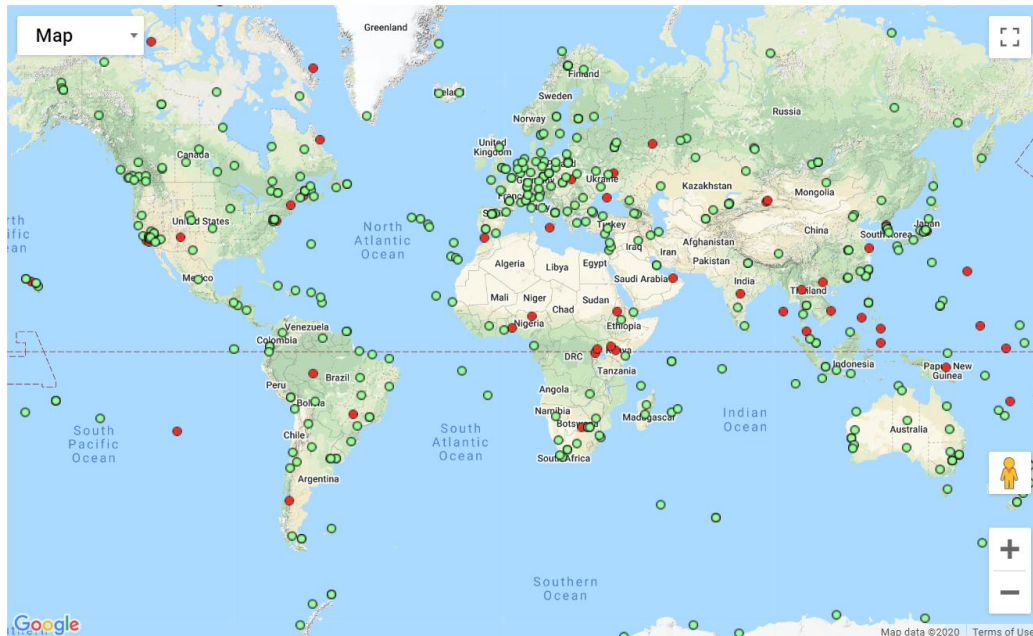 Map
Greenland
Iceland
Finland
Sweden
Norway
Russia
United
Kingdom
Canada
Ukraine
Kazakhstan
Mongolia
United States
North
Atlantic
Ocean
Turkey
China
South Korea
Japan
Iraq
Iran
Afghanistan
Pakistan
Algeria
Libya
Egypt
Saudi Arabia
India
Thailand
Mexico
Mali
Niger
Chad
Sudan
Nigeria
Ethiopia
Venezuela
Colombia
DRC
Kenya
Tanzania
Indonesia
Papua New
Guinea
Peru
Brazil
Bolivia
Angola
Namibia
Botswana
Madagascar
Indian
Ocean
Australia
South
Pacific
Ocean
Chile
South
Atlantic
Ocean
South Africa
Argentina
Southern
Ocean
Google
Map data ©2020
Terms of Use